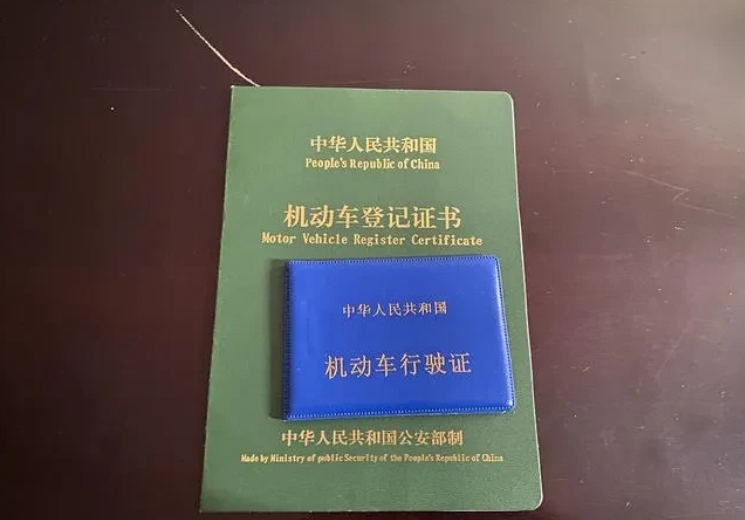 中华人民共和国
People's Republic of China
机动车登记证书
Motor Vehicle Register Certificate
中华人民共和国
机动车行驶证
中华人民共和国公安部制
Made by Ministry of public Security of the People's Republic of China